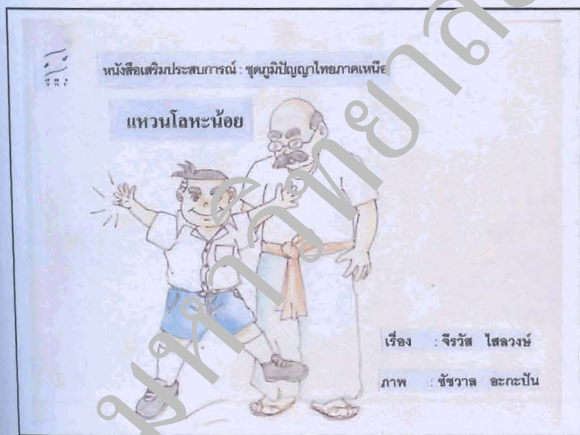 หนังสือเสริมประสบการณ์ : ชุดภูมิปัญญาไทยภาคเหนือ
แหวนโลหะน้อย
เรื่อง : จีรวัส ไสลวงษ์
ภาพ : ชัชวาล อะกะปัน